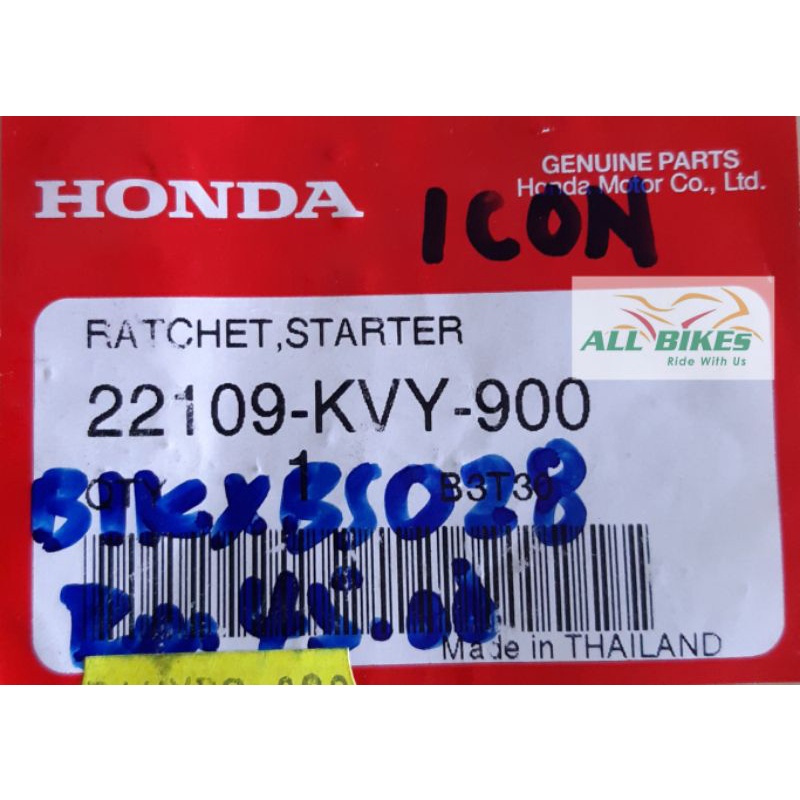 GENUINE PARTS
HONDA
Honda Motor Co., Ltd.
ICON
ALL BIKES
Ride With Us
RATCHET,STARTER
22109-KVY-900
QTY 1 B3T30
Made in THAILAND